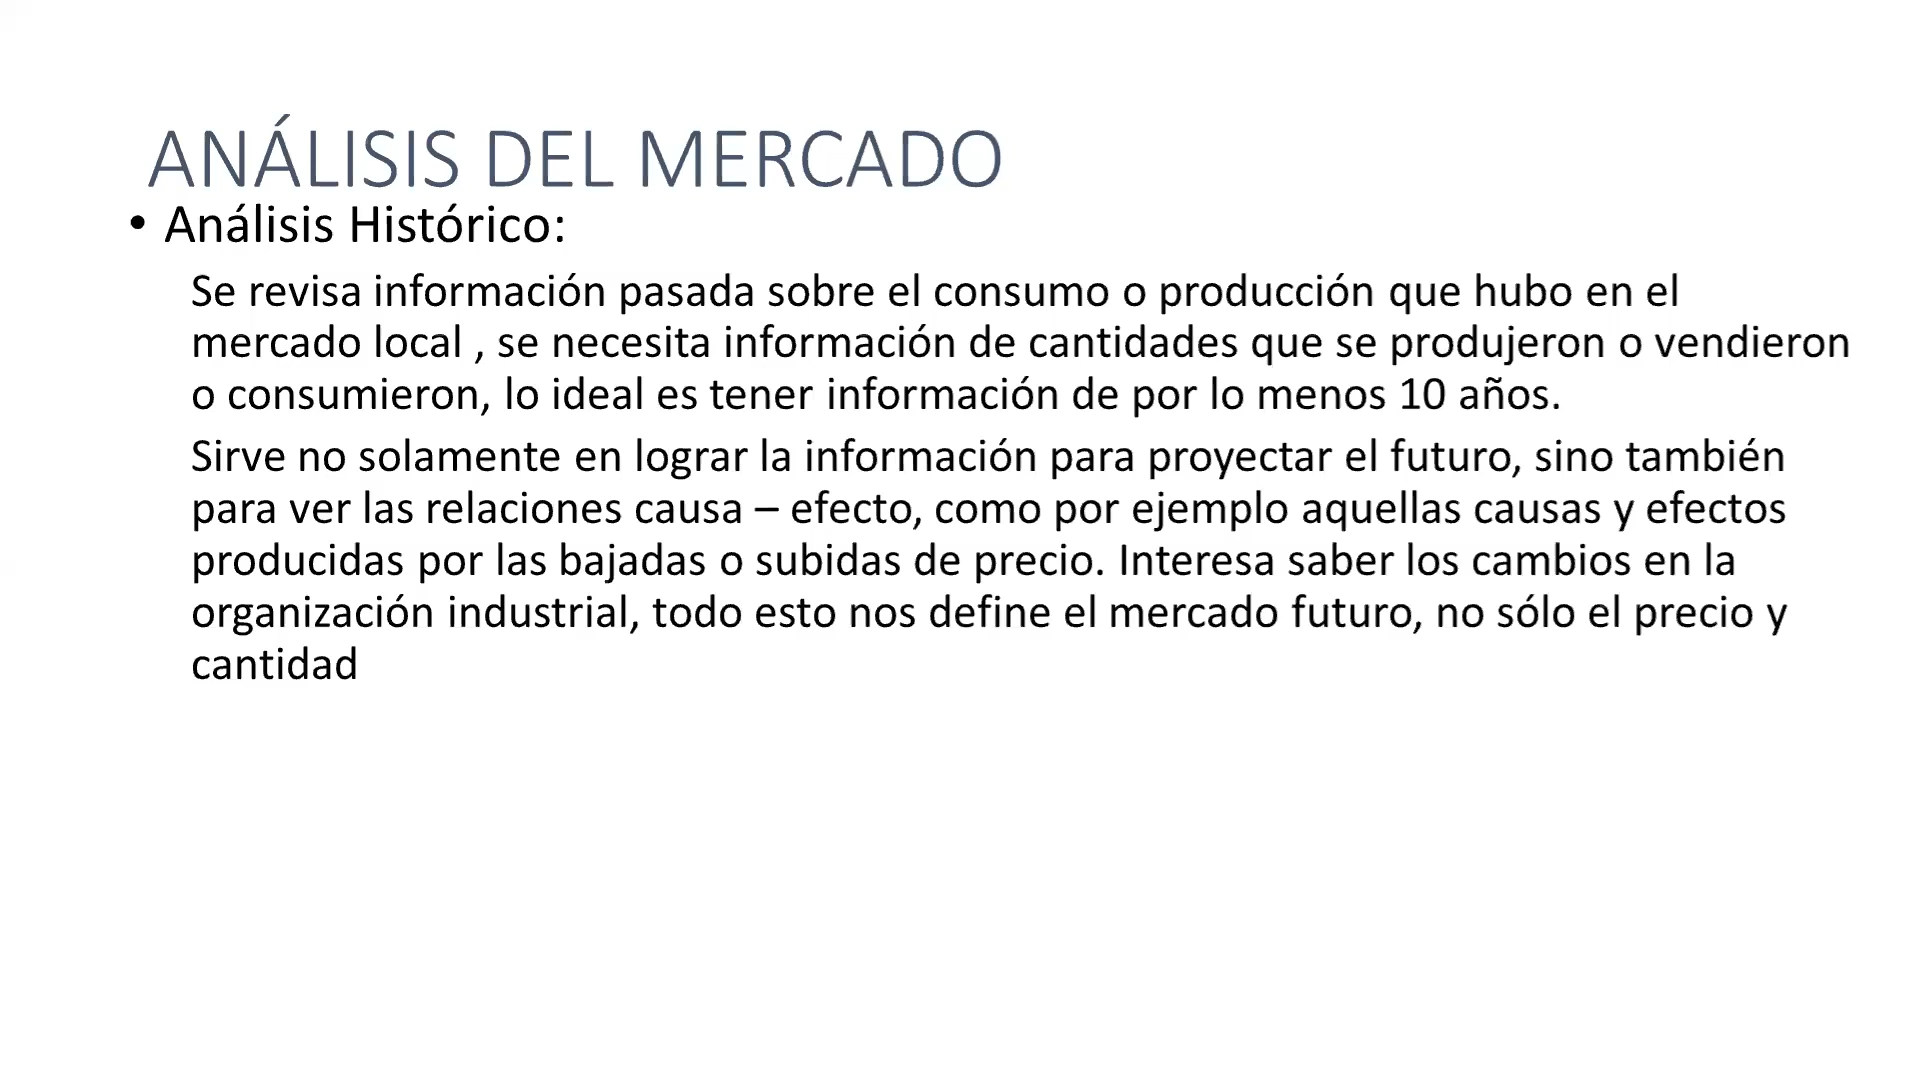 ANÁLISIS DEL MERCADO
• Análisis Histórico:
Se revisa información pasada sobre el consumo o producción que hubo en el
mercado local , se necesita información de cantidades que se produjeron o vendieron
o consumieron, lo ideal es tener información de por lo menos 10 años.
Sirve no solamente en lograr la información para proyectar el futuro, sino también
para ver las relaciones causa – efecto, como por ejemplo aquellas causas y efectos
producidas por las bajadas o subidas de precio. Interesa saber los cambios en la
organización industrial, todo esto nos define el mercado futuro, no sólo el precio y
cantidad